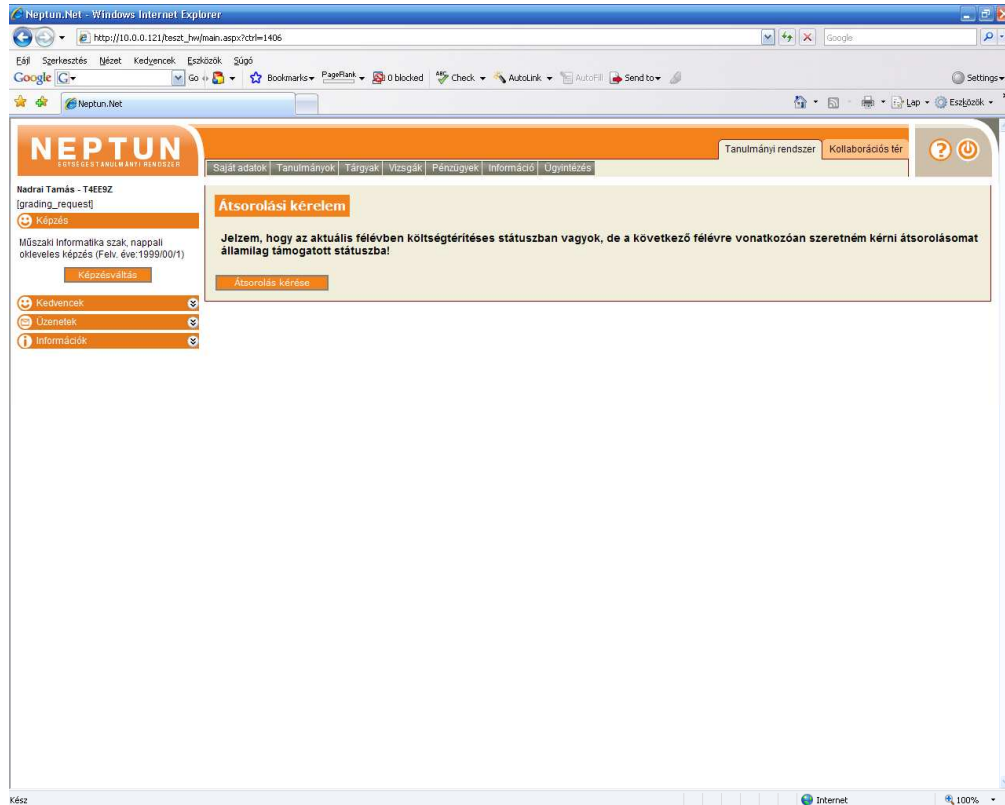 Neptun.Net - Windows Internet Explorer
http://10.0.0.121/teszt_hw/main.aspx?ctrl=1406
Google
Fájl Szerkesztés Nézet Kedvencek Eszközök Súgó
Google G Go Bookmarks PageRank 0 blocked Check AutoLink AutoFill Send to Settings
Neptun.Net Lap Eszközök
NEPTUN
EGYSÉGES TANULMÁNYI RENDSZER
Tanulmányi rendszer Kollaborációs tér
Saját adatok Tanulmányok Tárgyak Vizsgák Pénzügyek Információ Ügyintézés
Nadrai Tamás - T4EE9Z
[grading_request]
Képzés
Műszaki Informatika szak, nappali
okleveles képzés (Felv. éve:1999/00/1)
Képzésváltás
Kedvencek
Üzenetek
Információk
Átsorolási kérelem
Jelzem, hogy az aktuális félévben költségtérítéses státuszban vagyok, de a következő félévre vonatkozóan szeretném kérni átsorolásomat
államilag támogatott státuszba!
Átsorolás kérése
Kész Internet 100%